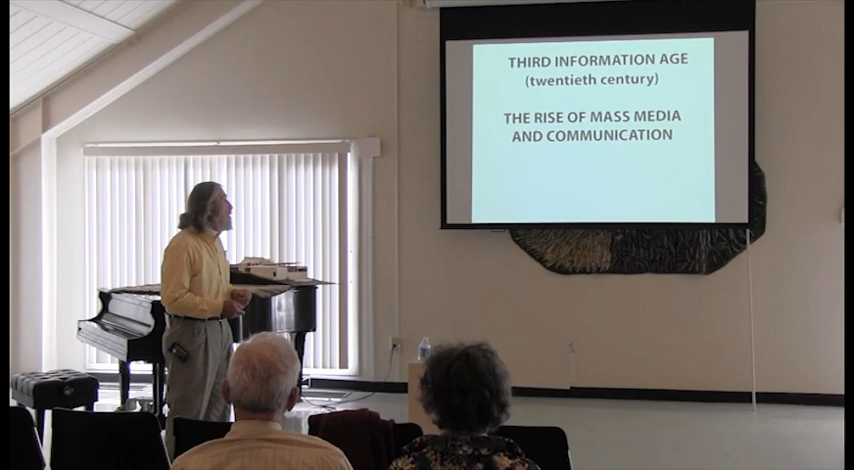 THIRD INFORMATION AGE
(twentieth century)
THE RISE OF MASS MEDIA
AND COMMUNICATION